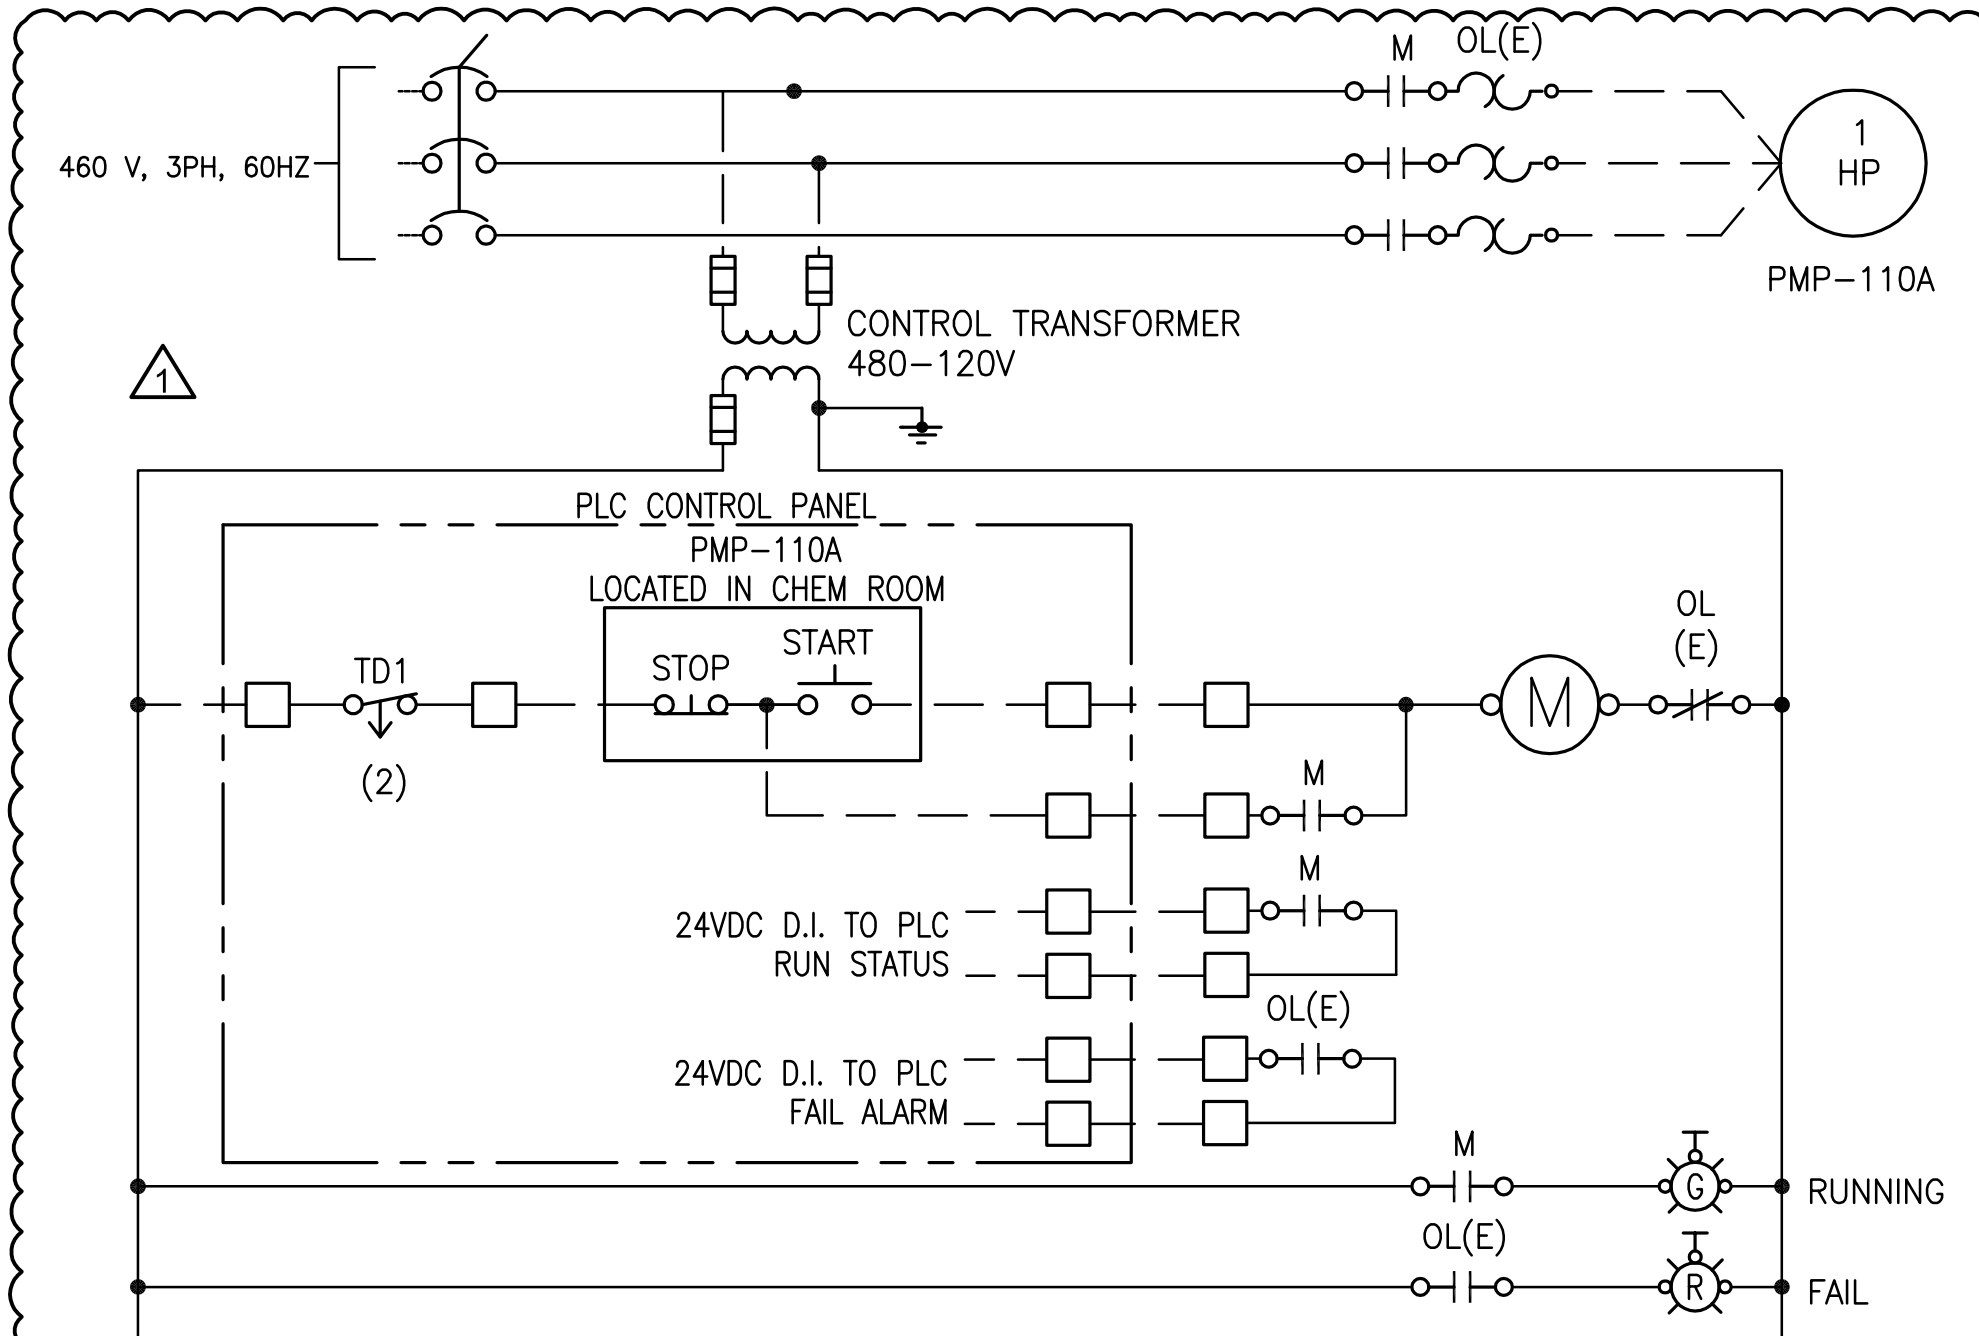 M
OL(E)
460 V, 3PH, 60HZ
1
HP
PMP-110A
CONTROL TRANSFORMER
480-120V
1
PLC CONTROL PANEL
PMP-110A
LOCATED IN CHEM ROOM
STOP
START
TD1
(2)
M
OL
(E)
M
M
24VDC D.I. TO PLC
RUN STATUS
OL(E)
24VDC D.I. TO PLC
FAIL ALARM
M
G
RUNNING
OL(E)
R
FAIL